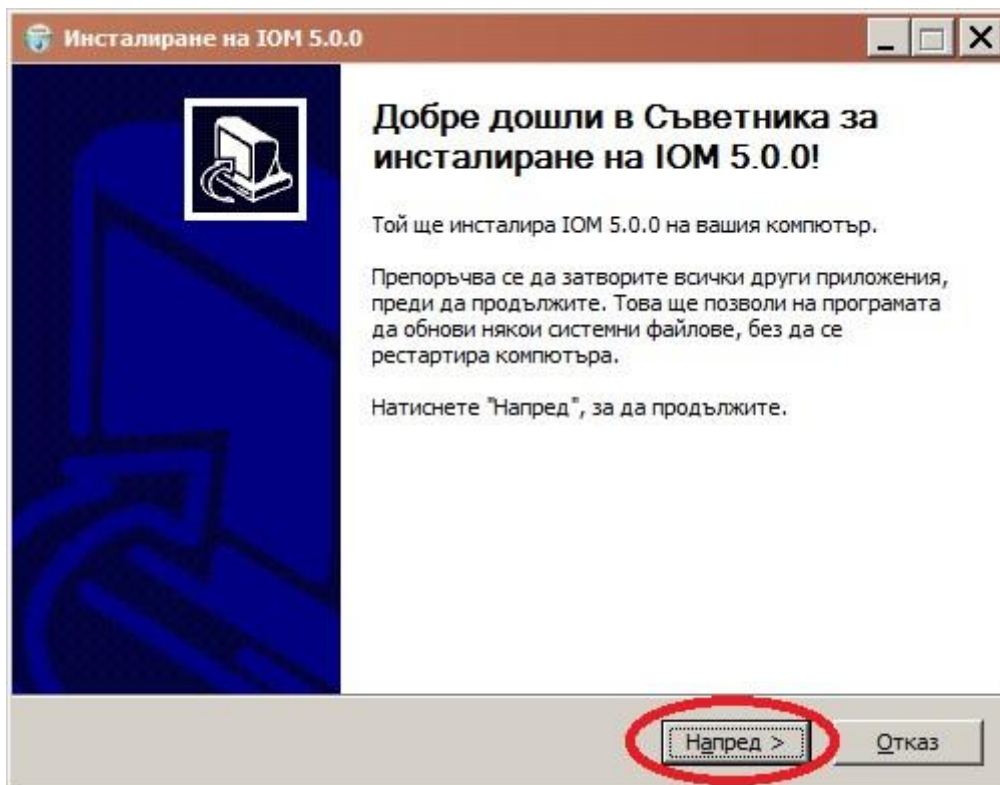 Инсталиране на IOM 5.0.0
Добре дошли в Съветника за
инсталиране на IOM 5.0.0!
Той ще инсталира IOM 5.0.0 на вашия компютър.
Препоръчва се да затворите всички други приложения,
преди да продължите. Това ще позволи на програмата
да обнови някои системни файлове, без да се
рестартира компютъра.
Натиснете "Напред", за да продължите.
Напред >
Отказ